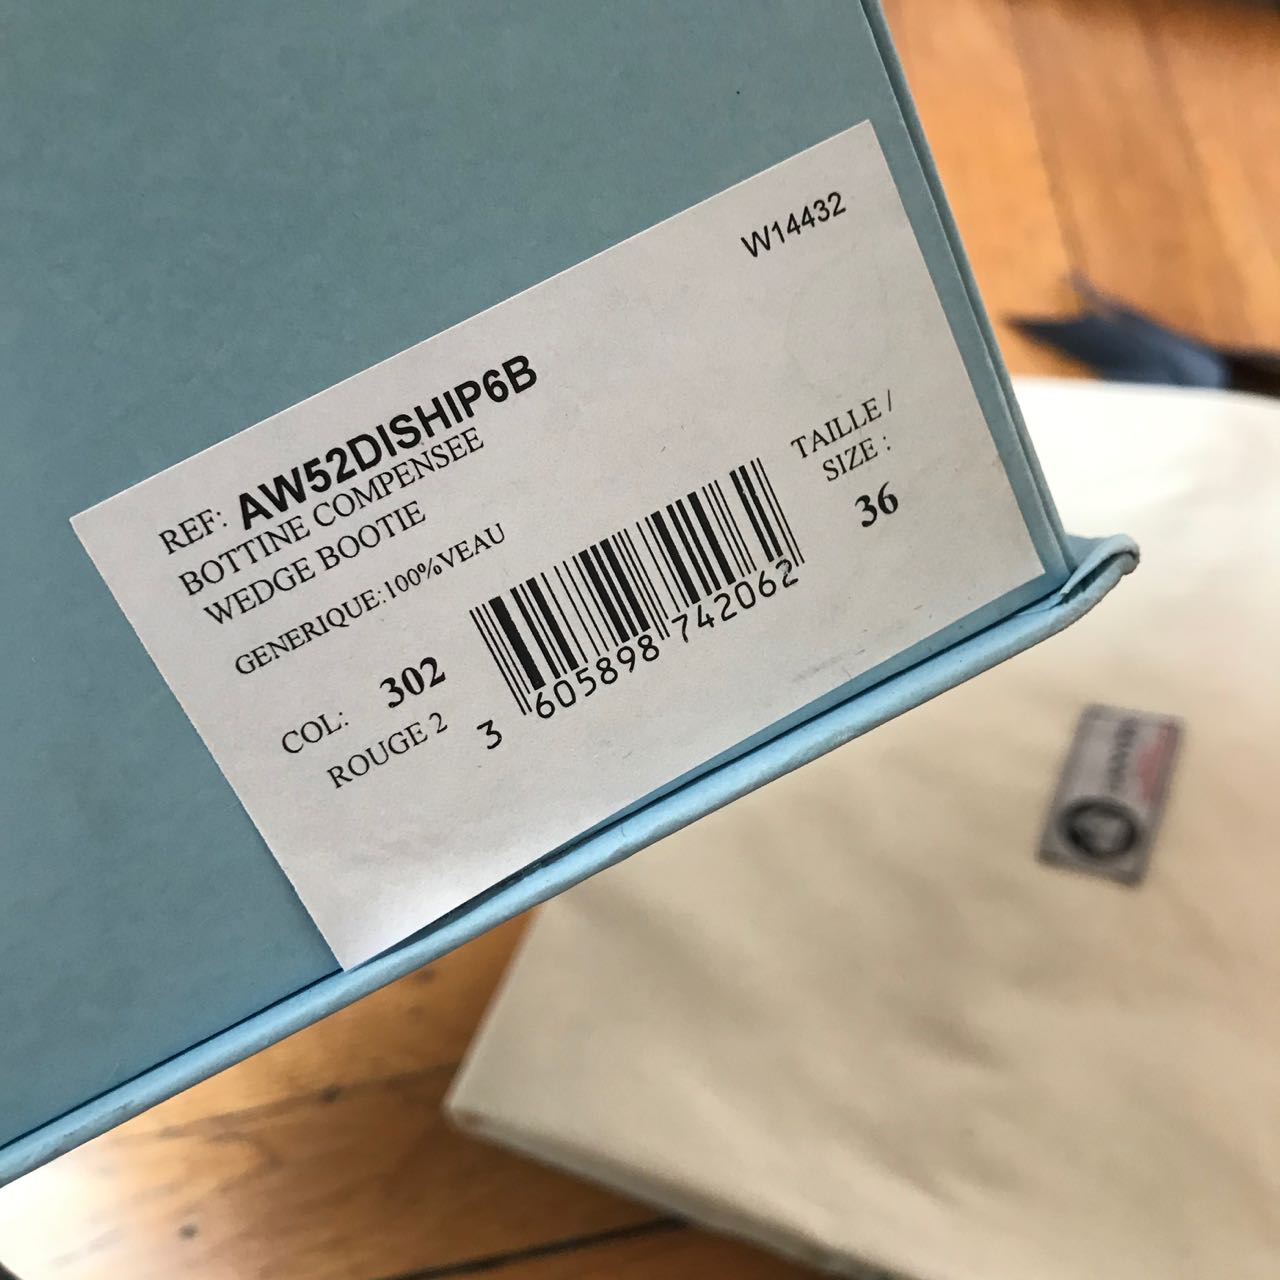 W14432
REF: AW52DISHIP6B
BOTTINE COMPENSEE
WEDGE BOOTIE
GENERIQUE:100%VEAU
TAILLE /
SIZE :
36
COL: 302
ROUGE 2
3 605898 742062